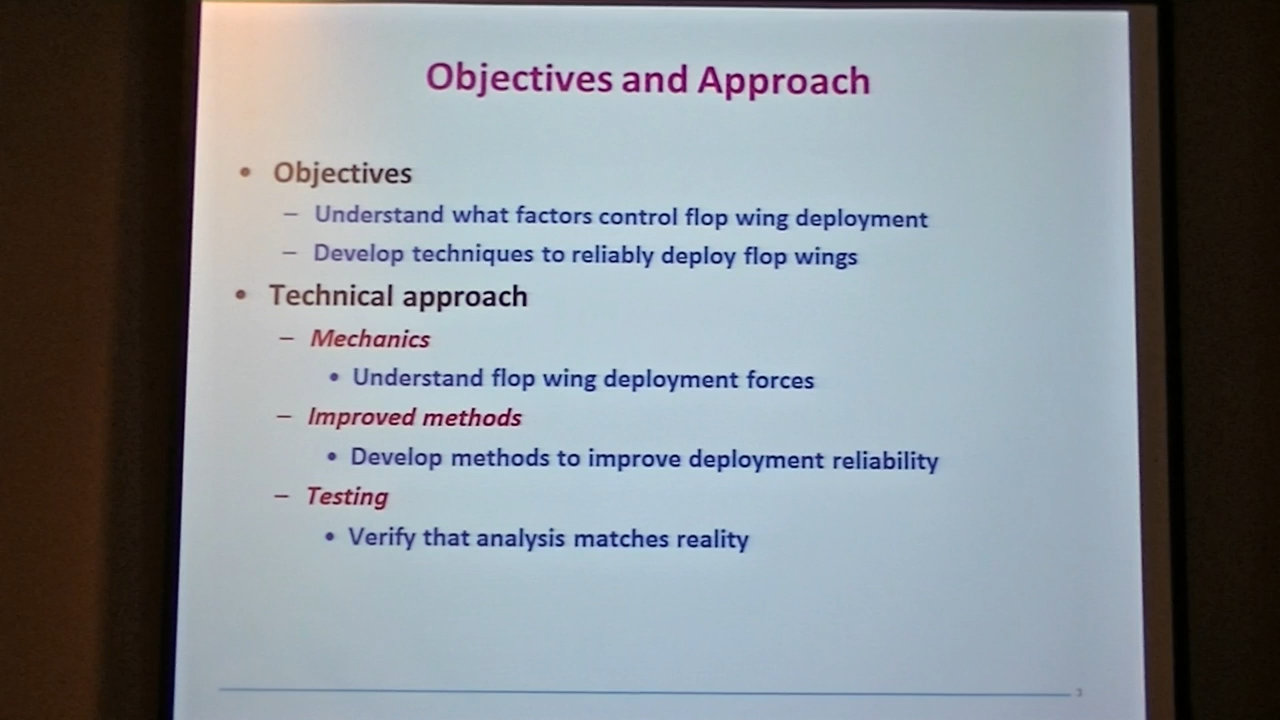 Objectives and Approach
• Objectives
– Understand what factors control flop wing deployment
– Develop techniques to reliably deploy flop wings
• Technical approach
– Mechanics
• Understand flop wing deployment forces
– Improved methods
• Develop methods to improve deployment reliability
– Testing
• Verify that analysis matches reality
3